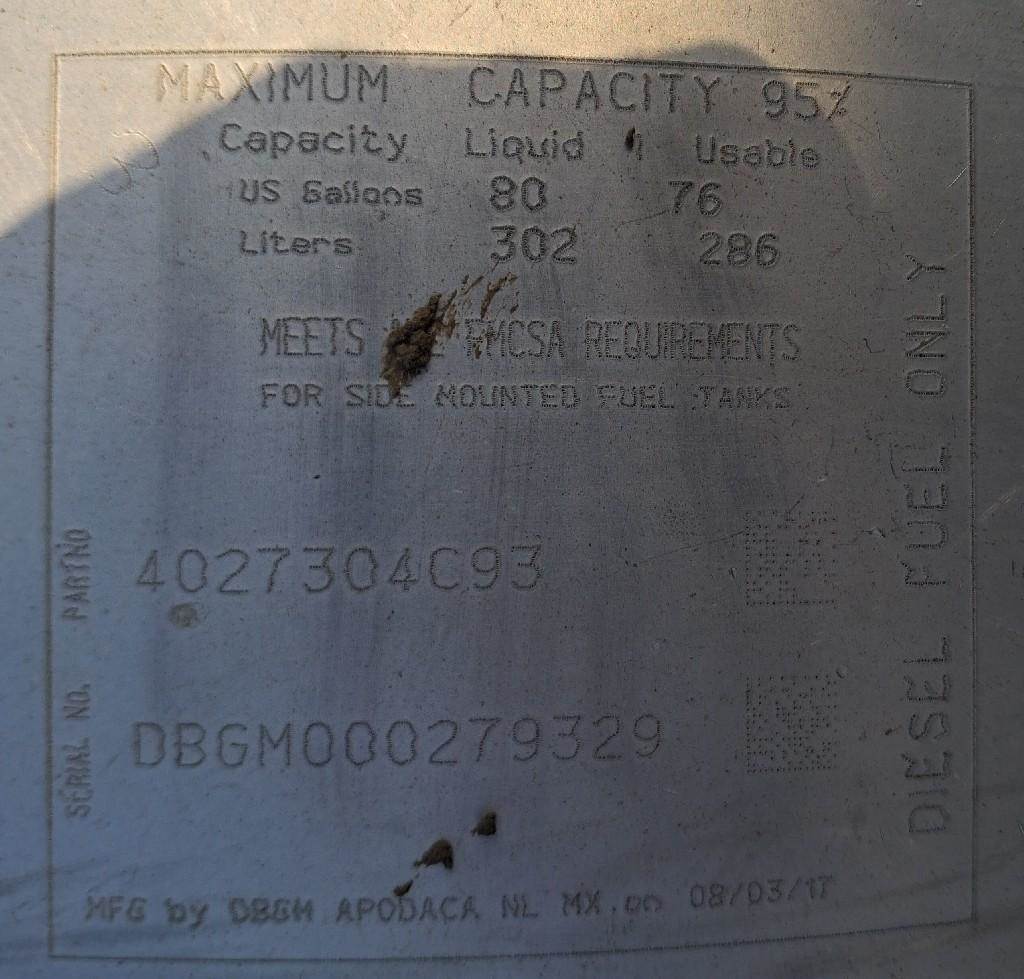 MAXIMUM CAPACITY 95%
Capacity Liquid Usable
US Gallons 80 76
Liters 302 286
MEETS FMCSA REQUIREMENTS
FOR SIDE MOUNTED FUEL TANKS
PARTNO 4027304C93
SERIAL NO. DBGM000279329
MFG by DBGM APODACA NL MX. on 08/03/17
DIESEL FUEL ONLY